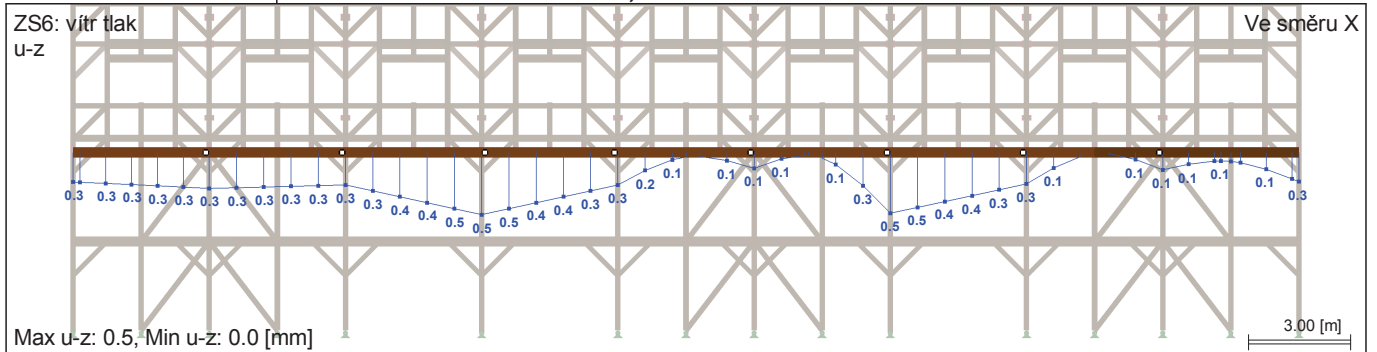 ZS6: vítr tlak
Ve směru X
u-z
0.3 0.3 0.3 0.3 0.3 0.3 0.3 0.3 0.3 0.3 0.3 0.3 0.4 0.4 0.5 0.5 0.5 0.4 0.4 0.3 0.3 0.2 0.1 0.1 0.1 0.1 0.1 0.3 0.5 0.5 0.4 0.4 0.3 0.3 0.1 0.1 0.1 0.1 0.1 0.1 0.3
Max u-z: 0.5, Min u-z: 0.0 [mm]
3.00 [m]